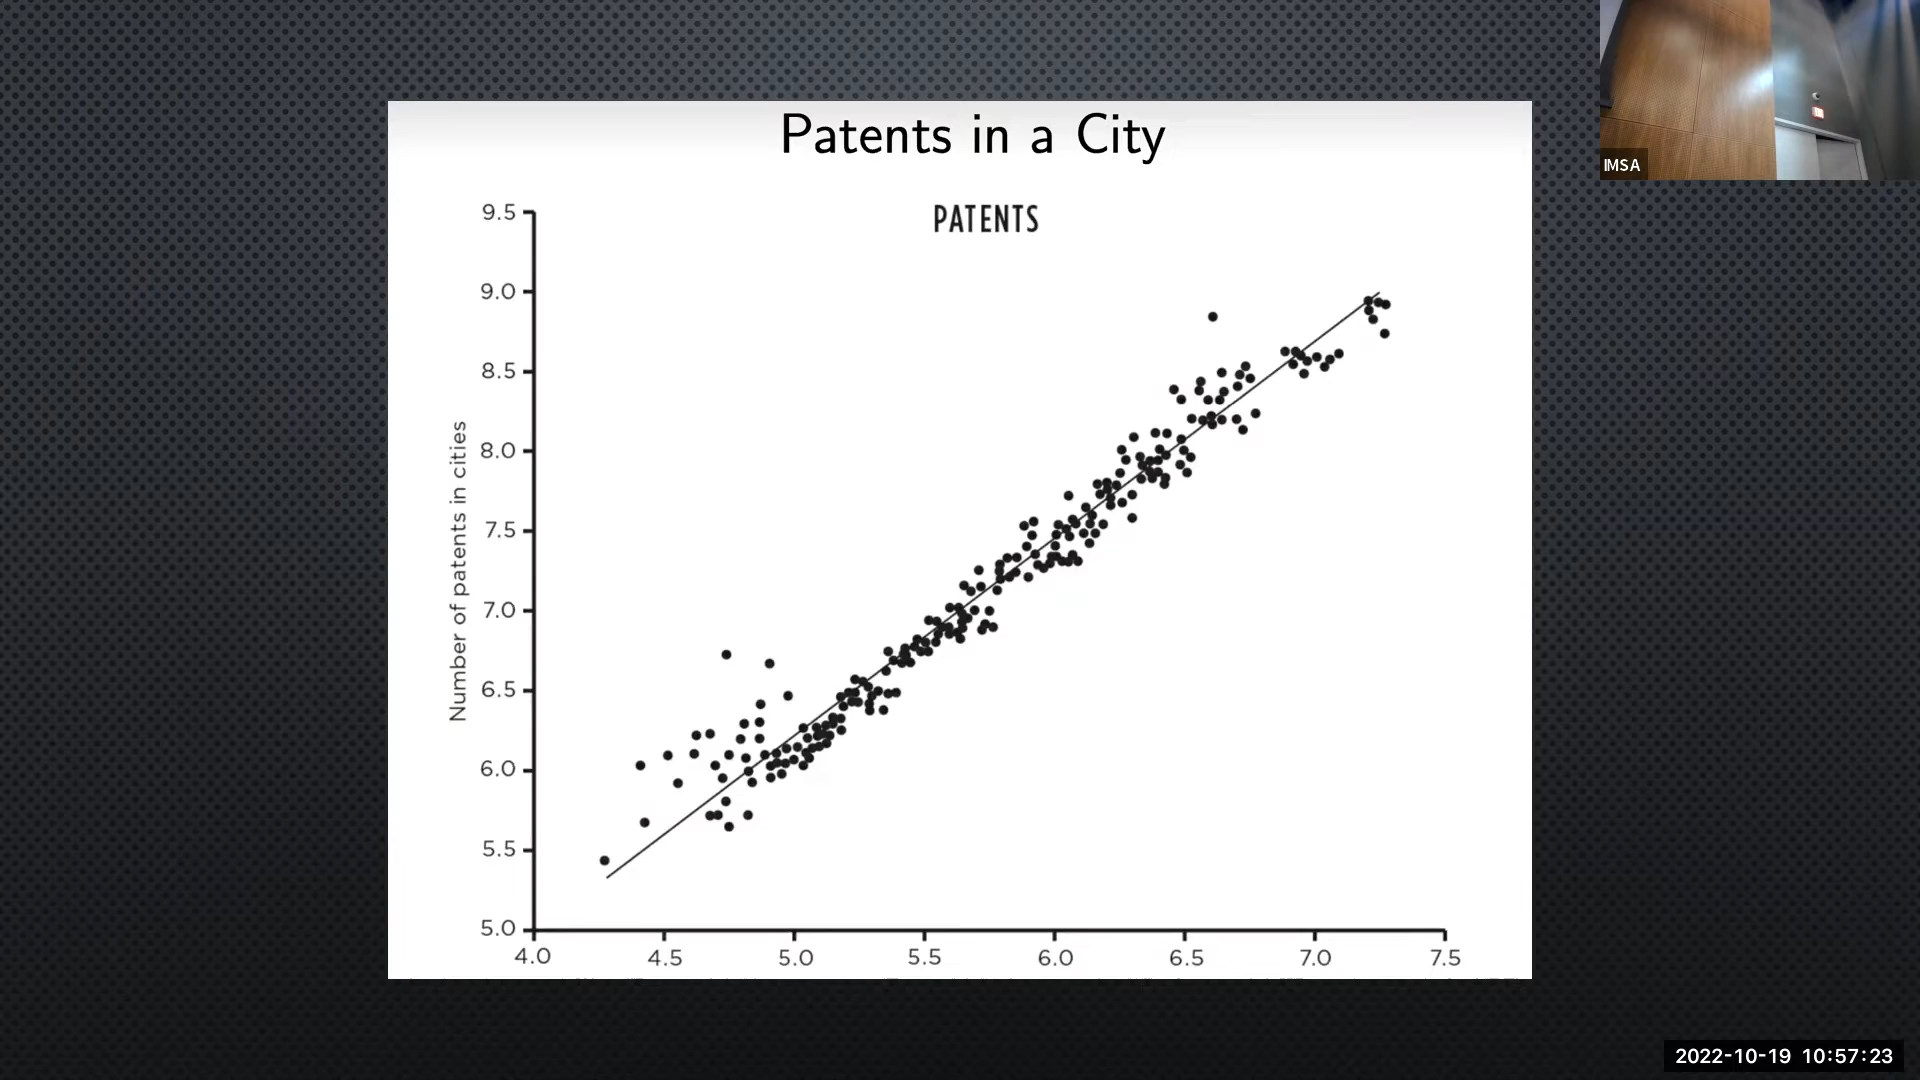 Patents in a City
PATENTS
IMSA
Number of patents in cities
9.5
9.0
8.5
8.0
7.5
7.0
6.5
6.0
5.5
5.0
4.0 4.5 5.0 5.5 6.0 6.5 7.0 7.5
2022-10-19 10:57:23